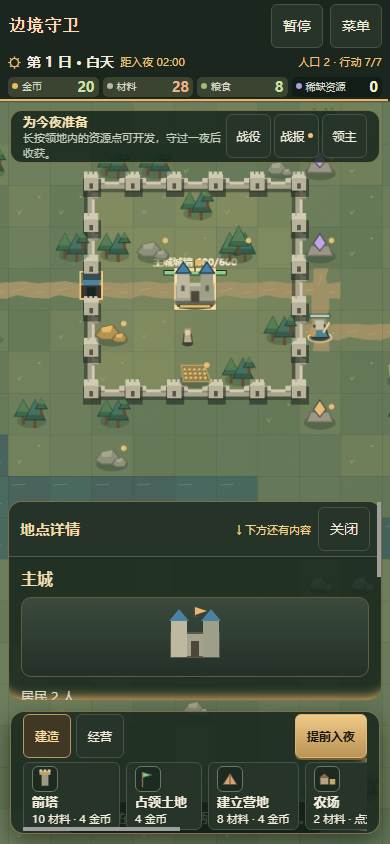 边境守卫
暂停
菜单
第 1 日 • 白天 距入夜 02:00
人口 2 · 行动 7/7
金币 20
材料 28
粮食 8
稀缺资源 0
为今夜准备
长按领地内的资源点可开发，守过一夜后
收获。
战役
战报
领主
600/600
地点详情
↓下方还有内容
关闭
主城
居民 2 人
建造
经营
提前入夜
箭塔
10 材料 · 4 金币
占领土地
4 金币
建立营地
8 材料 · 4 金币
农场
2 材料 ·